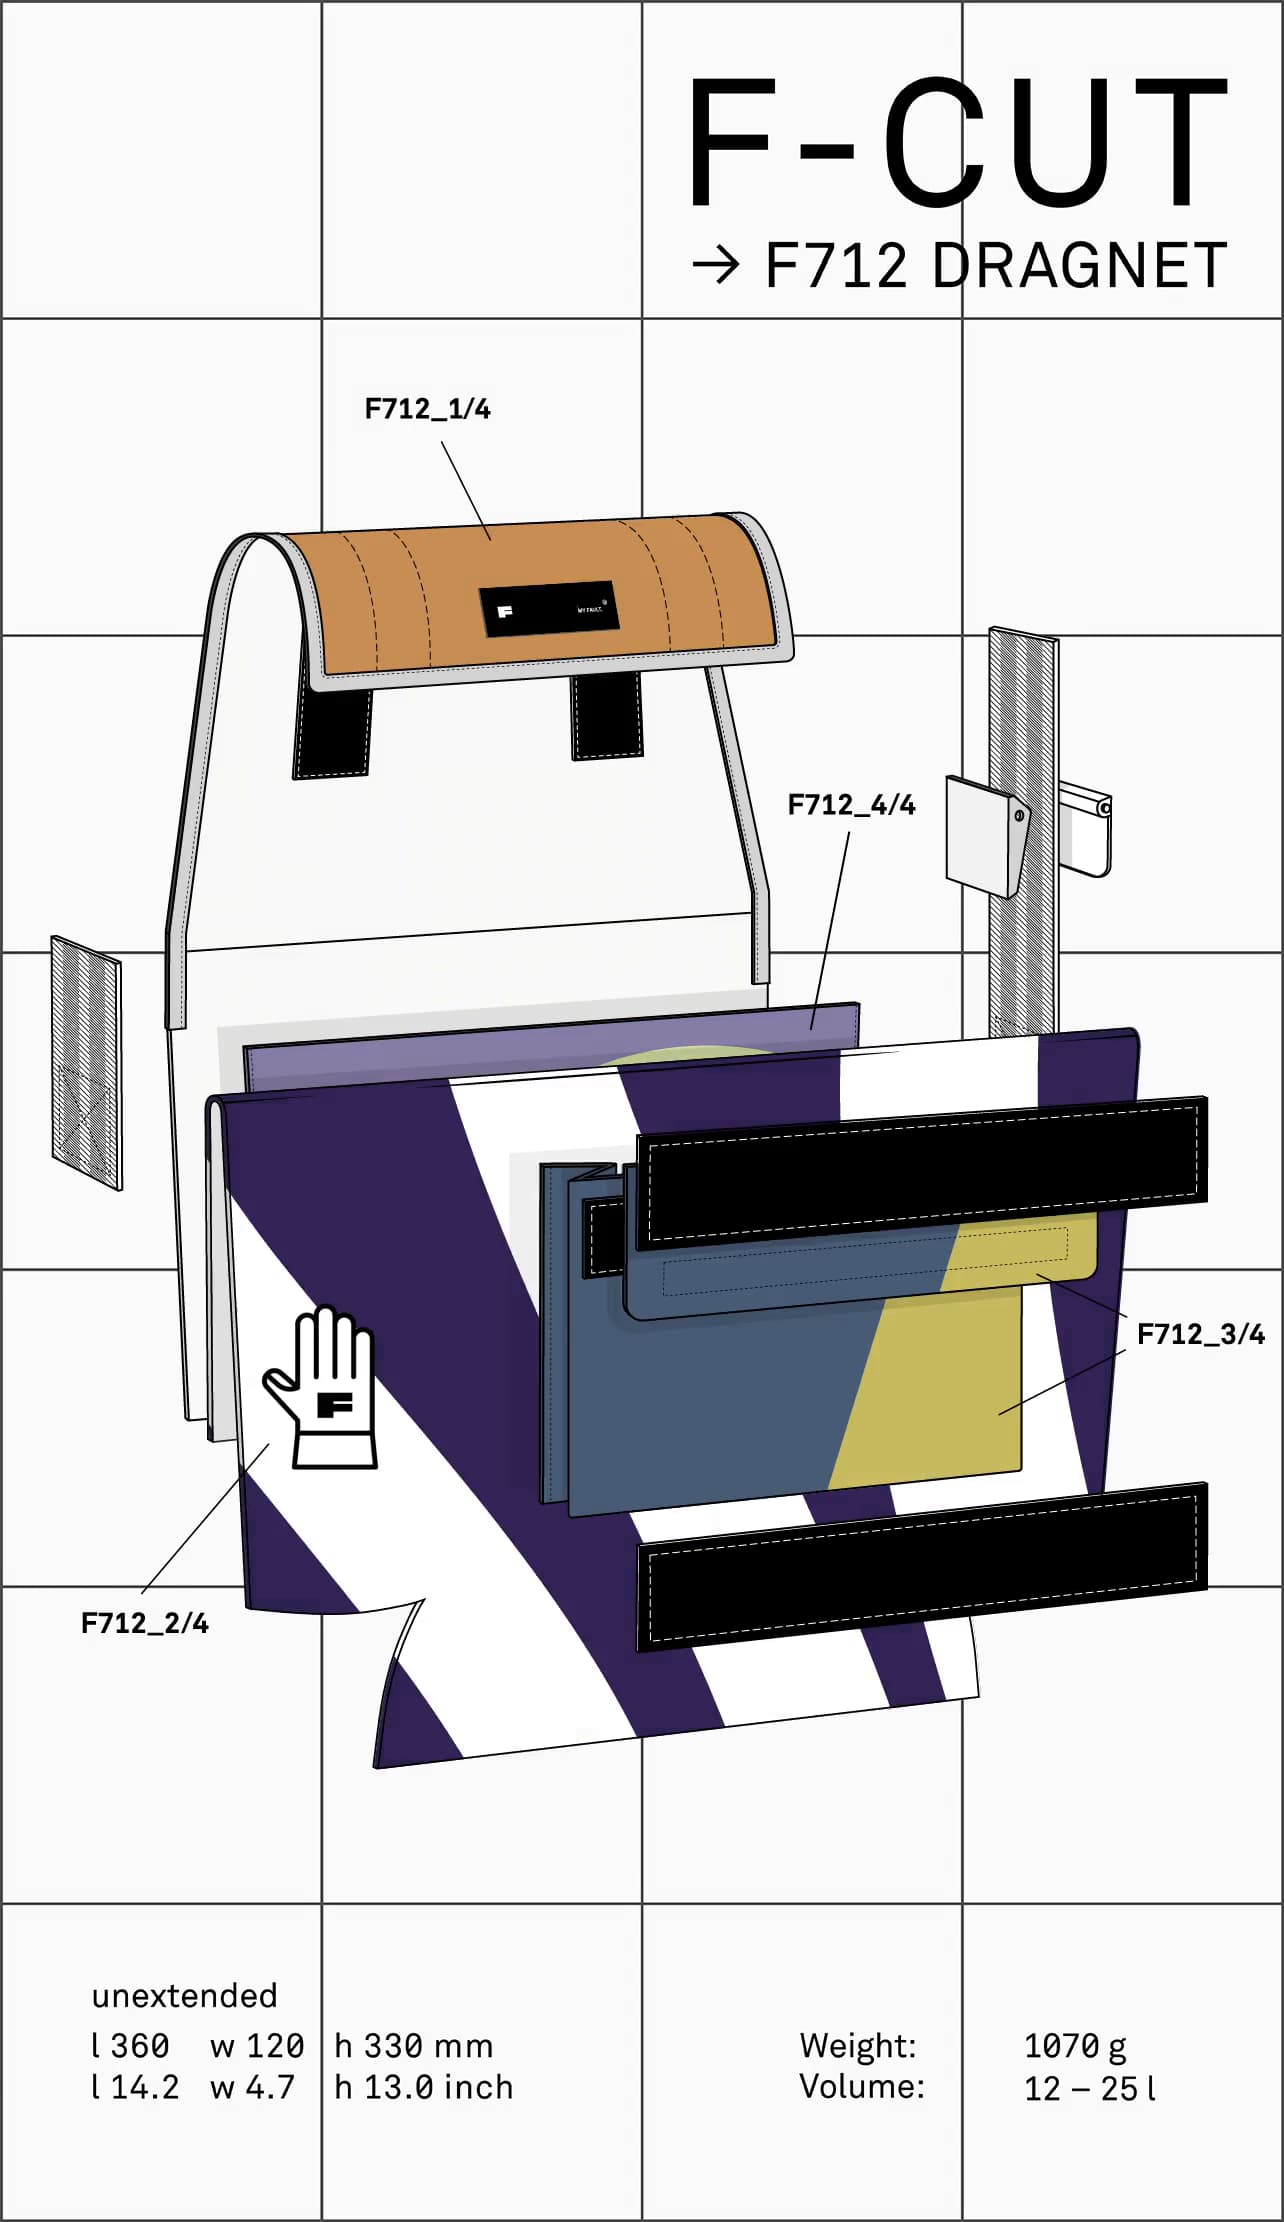 F-CUT
→ F712 DRAGNET
F712_1/4
F MY FAULT.
F712_4/4
F
F712_3/4
F712_2/4
unextended
l 360 w 120 h 330 mm
l 14.2 w 4.7 h 13.0 inch
Weight: 1070 g
Volume: 12 – 25 l